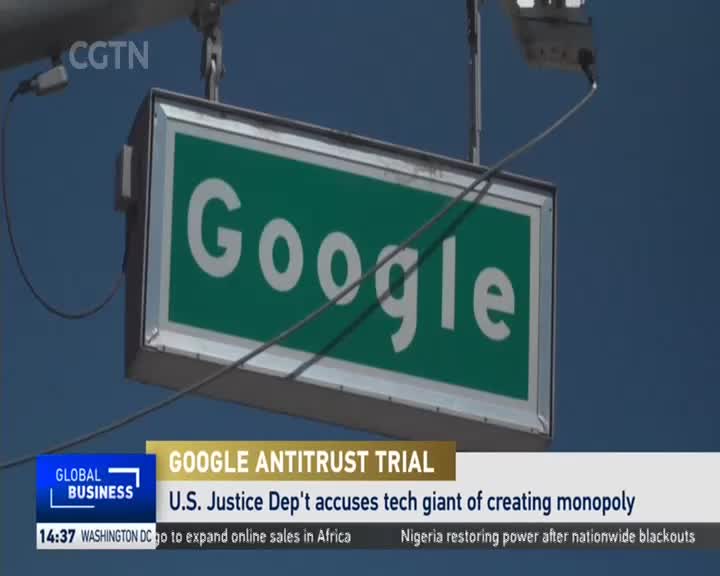 CGTN
Google
GOOGLE ANTITRUST TRIAL
GLOBAL
BUSINESS
U.S. Justice Dep't accuses tech giant of creating monopoly
14:37 WASHINGTON DC to expand online sales in Africa Nigeria restoring power after nationwide blackouts